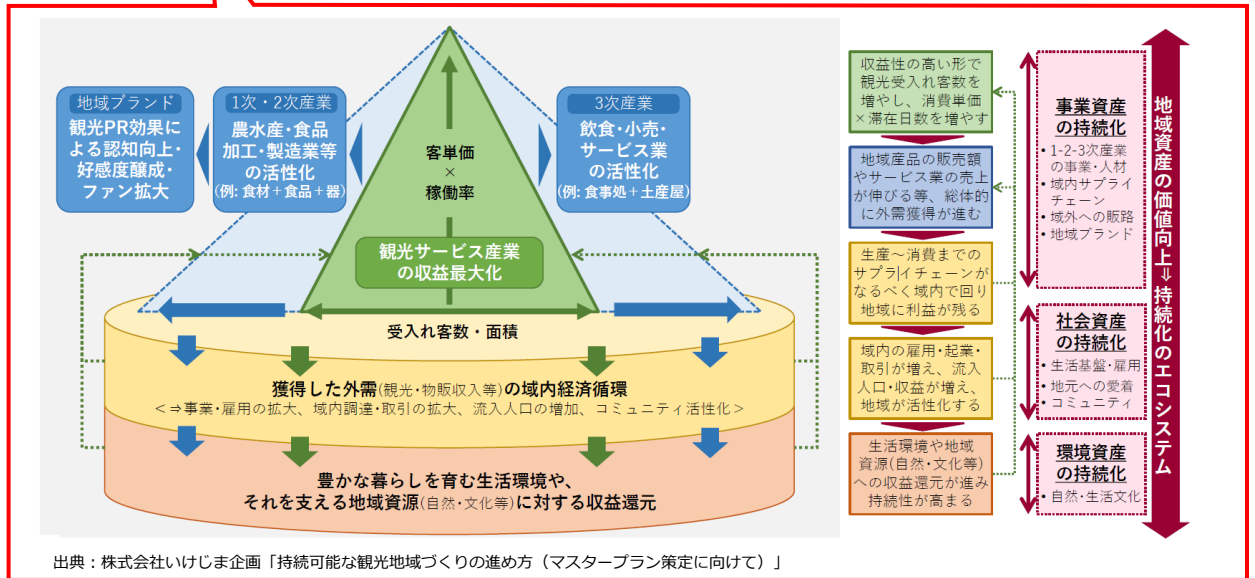 地域ブランド
観光PR効果に
よる認知向上・
好感度醸成・
ファン拡大
1次・2次産業
農水産・食品
加工・製造業等
の活性化
(例: 食材＋食品＋器)
3次産業
飲食・小売・
サービス業
の活性化
(例: 食事処＋土産屋)
客単価
×
稼働率
観光サービス産業
の収益最大化
受入れ客数・面積
獲得した外需(観光・物販収入等)の域内経済循環
＜⇒事業・雇用の拡大、域内調達・取引の拡大、流入人口の増加、コミュニティ活性化＞
豊かな暮らしを育む生活環境や、
それを支える地域資源(自然・文化等)に対する収益還元
収益性の高い形で
観光受入れ客数を
増やし、消費単価
×滞在日数を増やす
地域産品の販売額
やサービス業の売上
が伸びる等、総体的
に外需獲得が進む
生産～消費までの
サプライチェーンが
なるべく域内で回り
地域に利益が残る
域内の雇用・起業・
取引が増え、流入
人口・収益が増え、
地域が活性化する
生活環境や地域
資源(自然・文化等)
への収益還元が進み
持続性が高まる
事業資産
の持続化
• 1-2-3次産業
の事業・人材
• 域内サプライ
チェーン
• 域外への販路
• 地域ブランド
社会資産
の持続化
• 生活基盤・雇用
• 地元への愛着
• コミュニティ
環境資産
の持続化
• 自然・生活文化
地域資産の価値向上⇒持続化のエコシステム
出典：株式会社いけじま企画「持続可能な観光地域づくりの進め方（マスタープラン策定に向けて）」